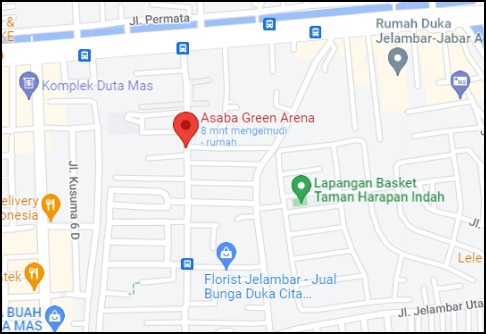 Jl. Permata
&
KE
Rumah Duka
Jelambar-Jabar A
Komplek Duta Mas
Asaba Green Arena
8 mnt mengemudi
- rumah
Jl. Kusuma 6 D
Lapangan Basket
Taman Harapan Indah
elivery
onesia
Jl.
Lele
tek
Florist Jelambar - Jual
Bunga Duka Cita...
BUAH
A MAS
Jl. Jelambar Uta